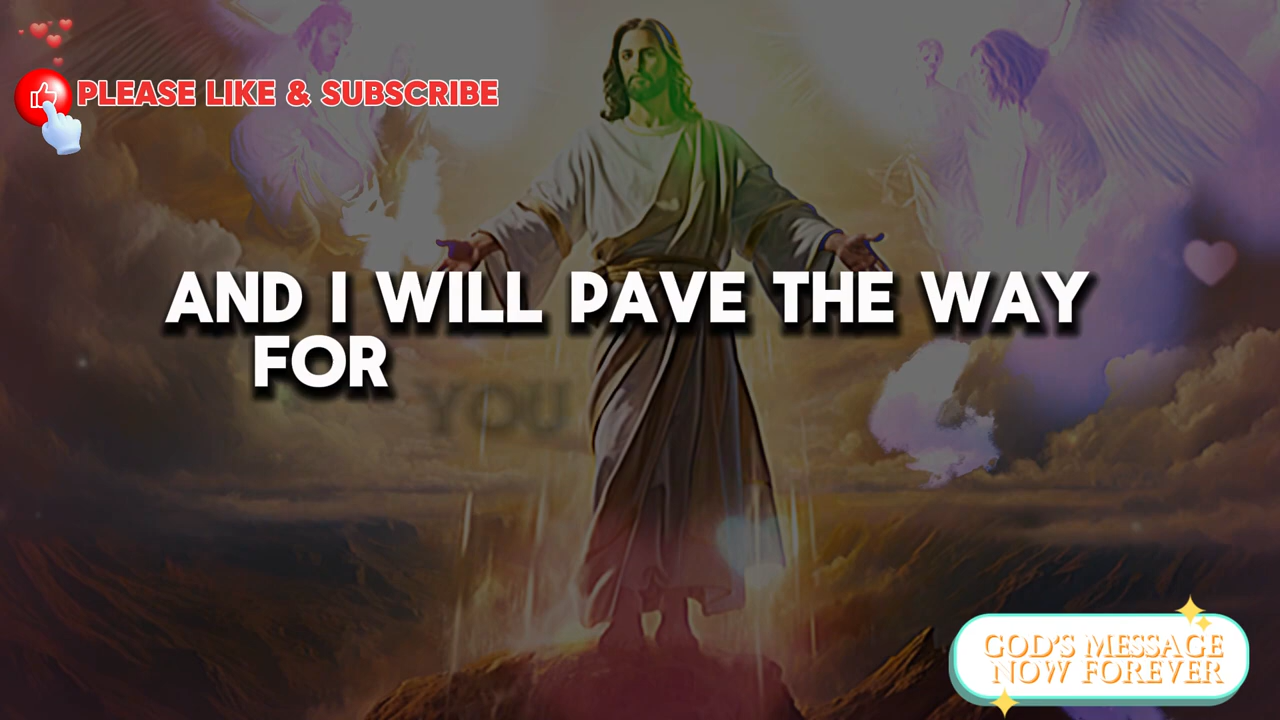 PLEASE LIKE & SUBSCRIBE
AND I WILL PAVE THE WAY
FOR YOU
GOD'S MESSAGE
NOW FOREVER